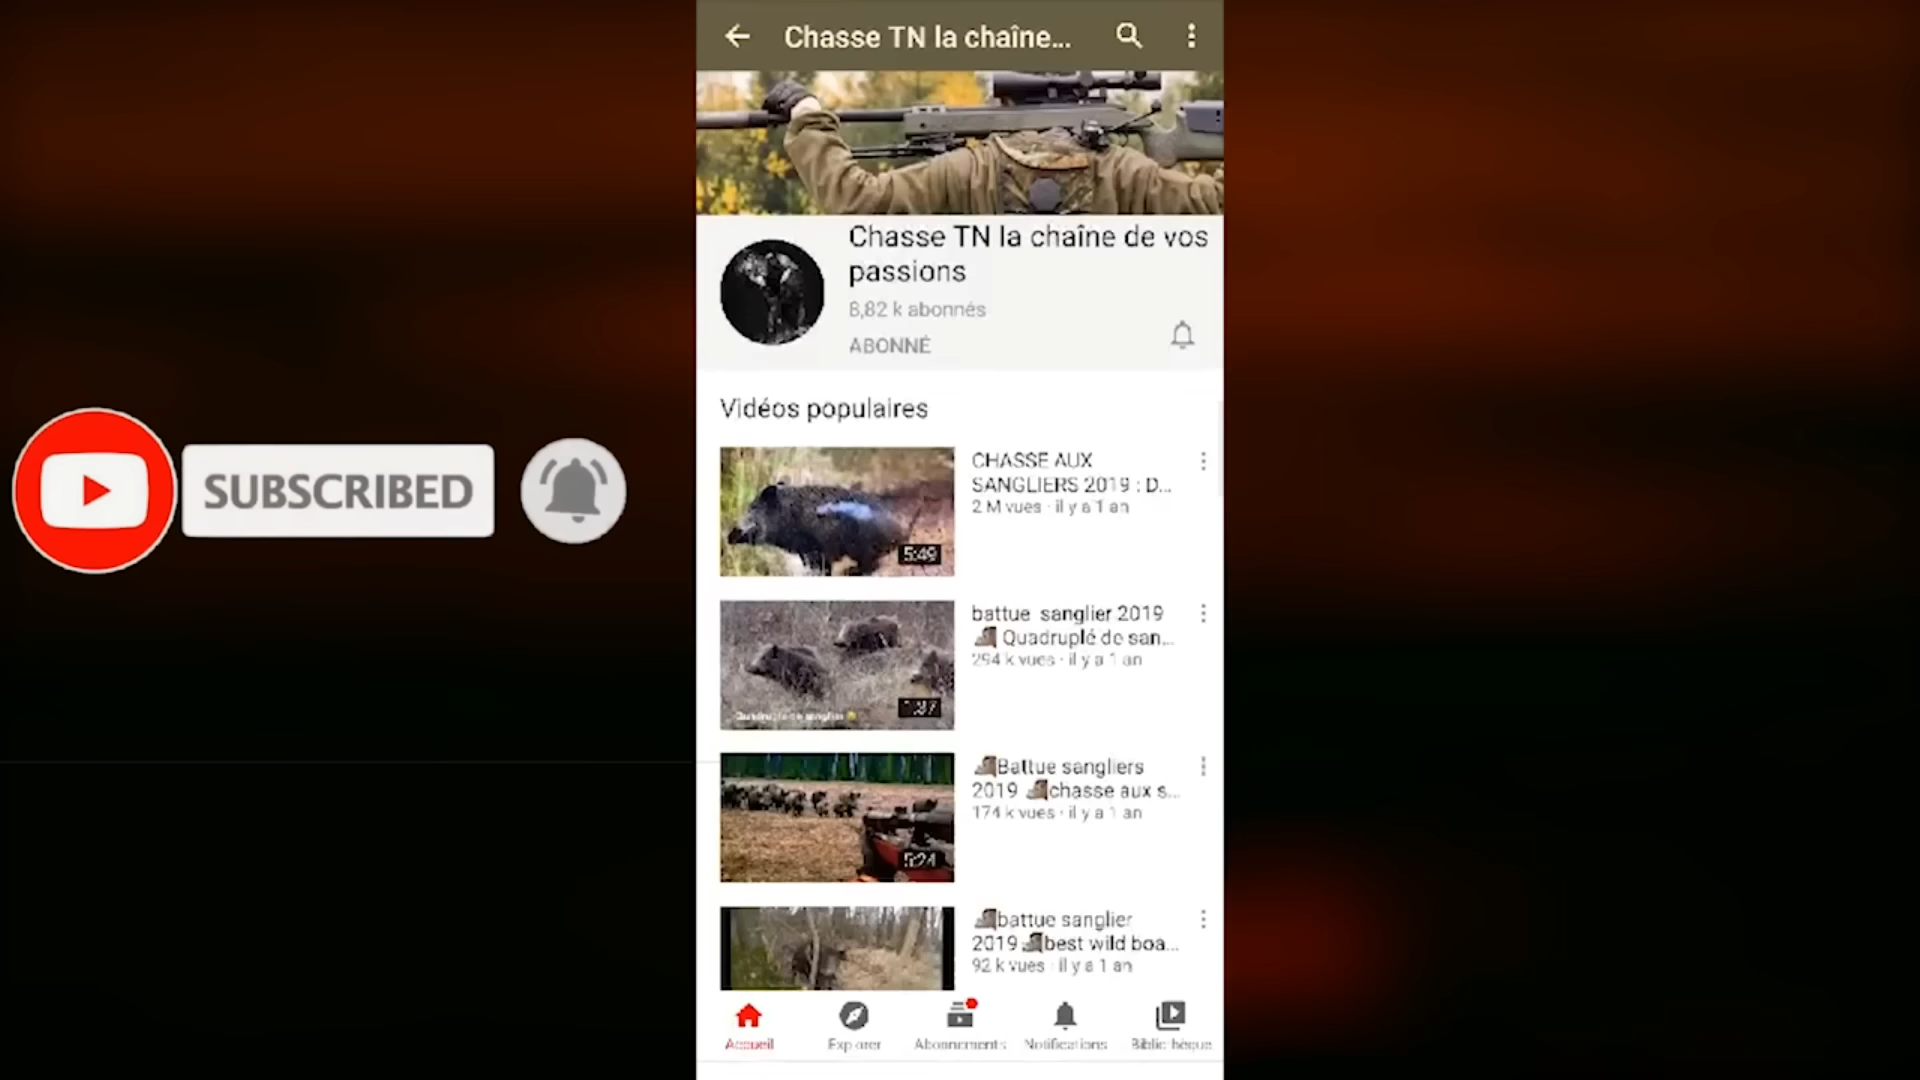 Chasse TN la chaîne...
Chasse TN la chaîne de vos
passions
8,82 k abonnés
ABONNÉ
SUBSCRIBED
Vidéos populaires
CHASSE AUX
SANGLIERS 2019 : D...
2 M vues · il y a 1 an
5:49
battue sanglier 2019
Quadruplé de san...
294 k vues · il y a 1 an
1:37
Battue sangliers
2019 chasse aux s...
174 k vues · il y a 1 an
5:24
battue sanglier
2019 best wild boa...
92 k vues · il y a 1 an
Accueil
Explorer
Abonnements
Notifications
Bibliothèque